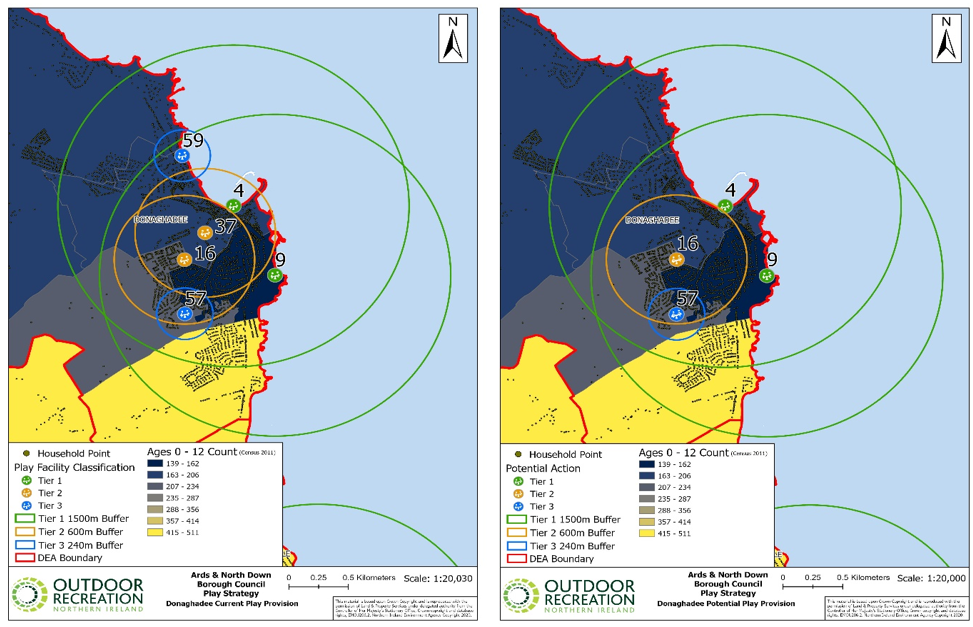 N
59
4
DONAGHADEE
37
16
9
57
Household Point
Play Facility Classification
Tier 1
Tier 2
Tier 3
Tier 1 1500m Buffer
Tier 2 600m Buffer
Tier 3 240m Buffer
DEA Boundary
Ages 0 - 12 Count (Census 2011)
139 - 162
163 - 206
207 - 234
235 - 287
288 - 356
357 - 414
415 - 511
OUTDOOR
RECREATION
NORTHERN IRELAND
Ards & North Down
Borough Council
Play Strategy
Donaghadee Current Play Provision
0 0.25 0.5 Kilometers
Scale: 1:20,030
N
4
DONAGHADEE
16
9
57
Household Point
Potential Action
Tier 1
Tier 2
Tier 3
Tier 1 1500m Buffer
Tier 2 600m Buffer
Tier 3 240m Buffer
DEA Boundary
Ages 0 - 12 Count (Census 2011)
139 - 162
163 - 206
207 - 234
235 - 287
288 - 356
357 - 414
415 - 511
OUTDOOR
RECREATION
NORTHERN IRELAND
Ards & North Down
Borough Council
Play Strategy
Donaghadee Potential Play Provision
0 0.25 0.5 Kilometers
Scale: 1:20,000